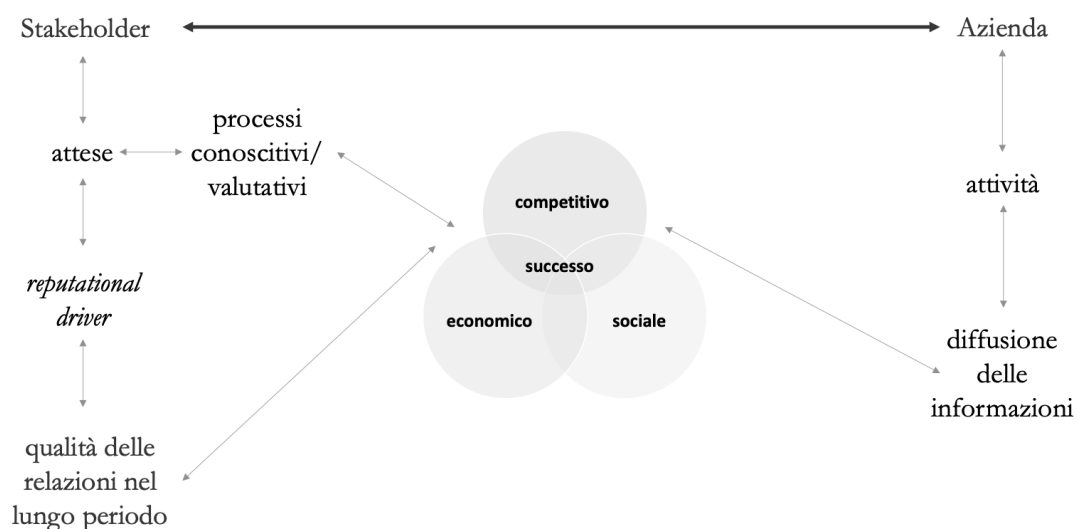 Stakeholder
Azienda
processi
conoscitivi/
valutativi
attese
attività
competitivo
successo
economico
sociale
reputational
driver
diffusione
delle
informazioni
qualità delle
relazioni nel
lungo periodo